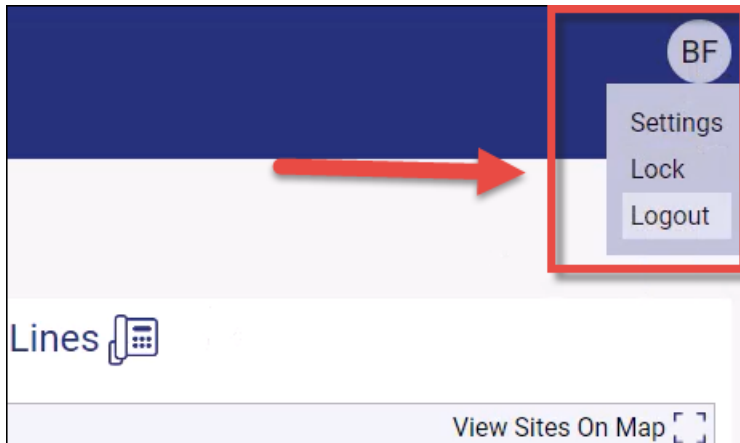 BF
Settings
Lock
Logout
Lines
View Sites On Map